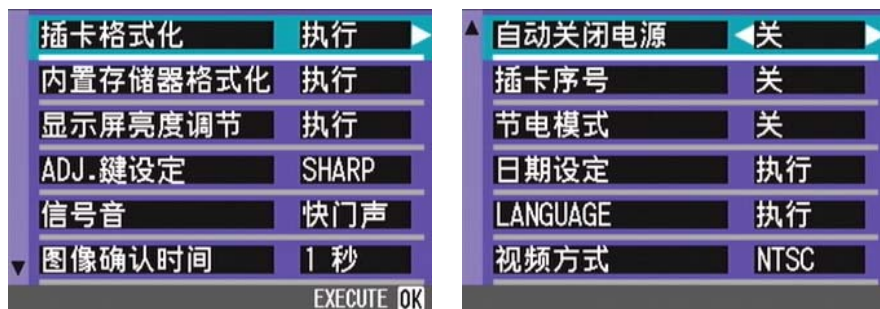 插卡格式化 执行
内置存储器格式化 执行
显示屏亮度调节 执行
ADJ.鍵设定 SHARP
信号音 快门声
图像确认时间 1 秒
EXECUTE OK
自动关闭电源 关
插卡序号 关
节电模式 关
日期设定 执行
LANGUAGE 执行
视频方式 NTSC